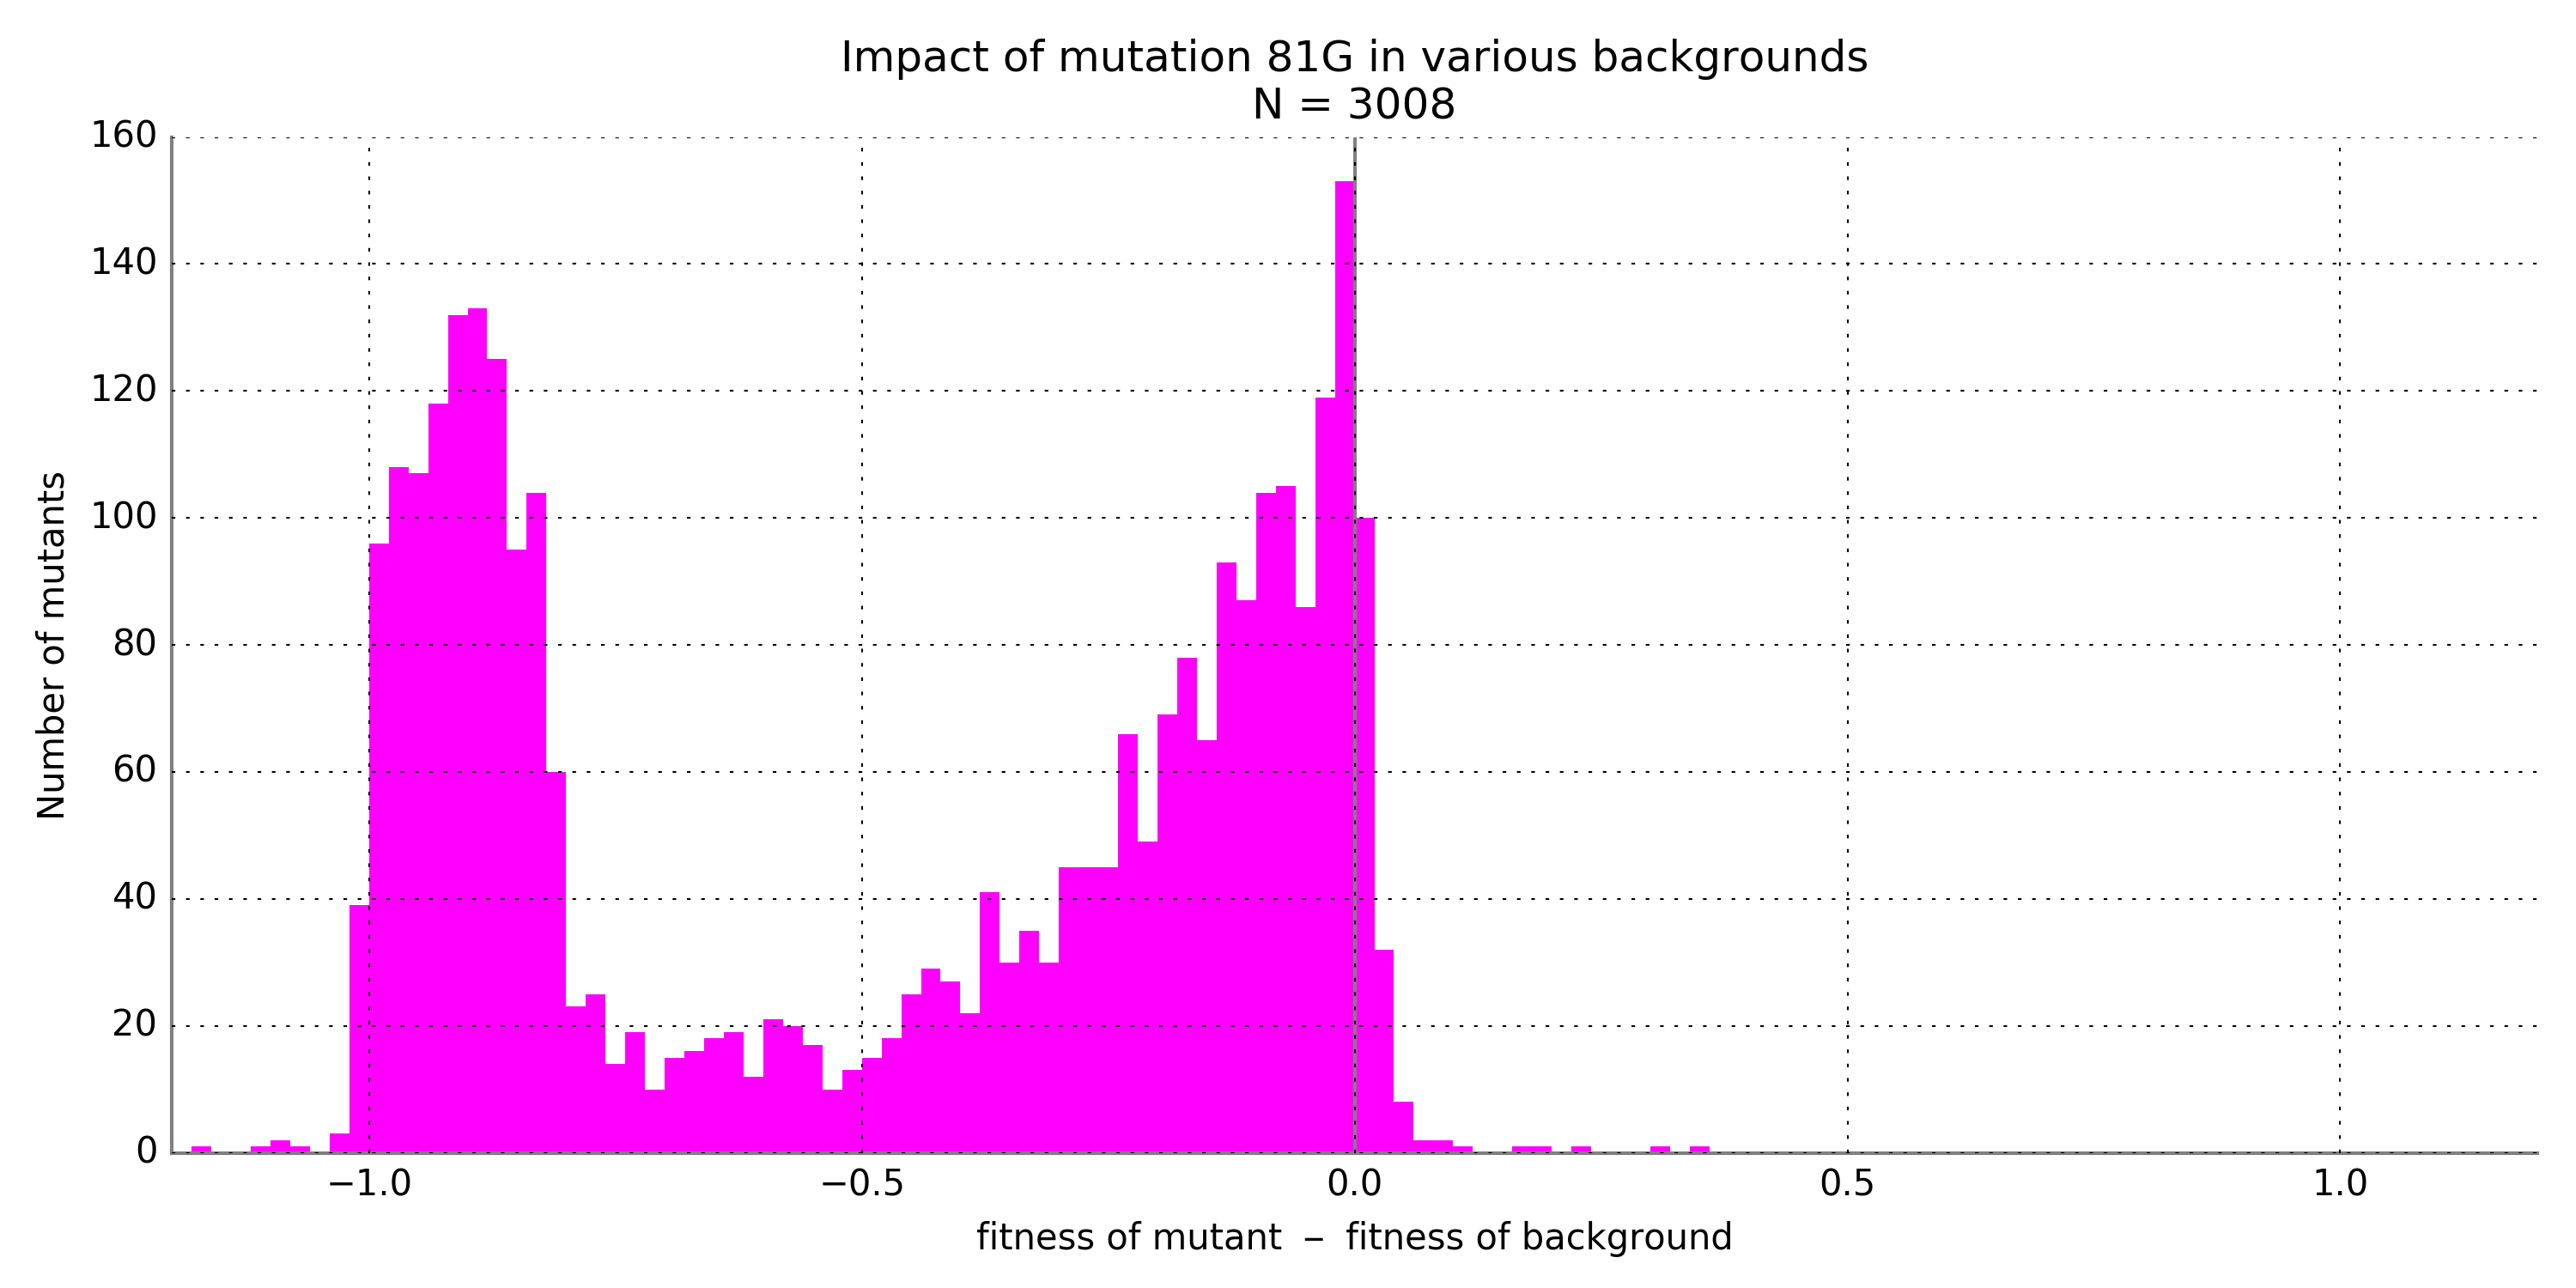 Impact of mutation 81G in various backgrounds
N = 3008
160
140
120
100
80
60
40
20
0
Number of mutants
−1.0 −0.5 0.0 0.5 1.0
fitness of mutant − fitness of background